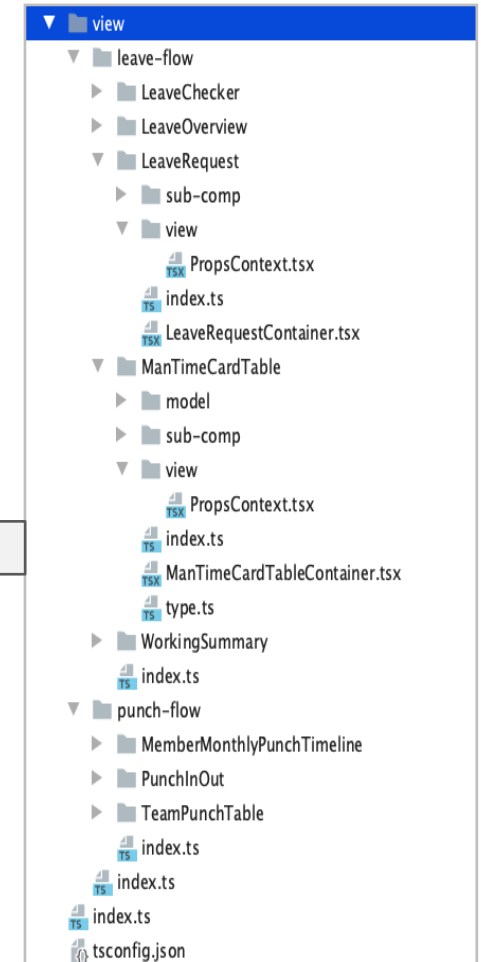 view
leave-flow
LeaveChecker
LeaveOverview
LeaveRequest
sub-comp
view
TSX PropsContext.tsx
TS index.ts
TSX LeaveRequestContainer.tsx
ManTimeCardTable
model
sub-comp
view
TSX PropsContext.tsx
TS index.ts
TSX ManTimeCardTableContainer.tsx
TS type.ts
WorkingSummary
TS index.ts
punch-flow
MemberMonthlyPunchTimeline
PunchInOut
TeamPunchTable
TS index.ts
TS index.ts
TS index.ts
{} tsconfig.json